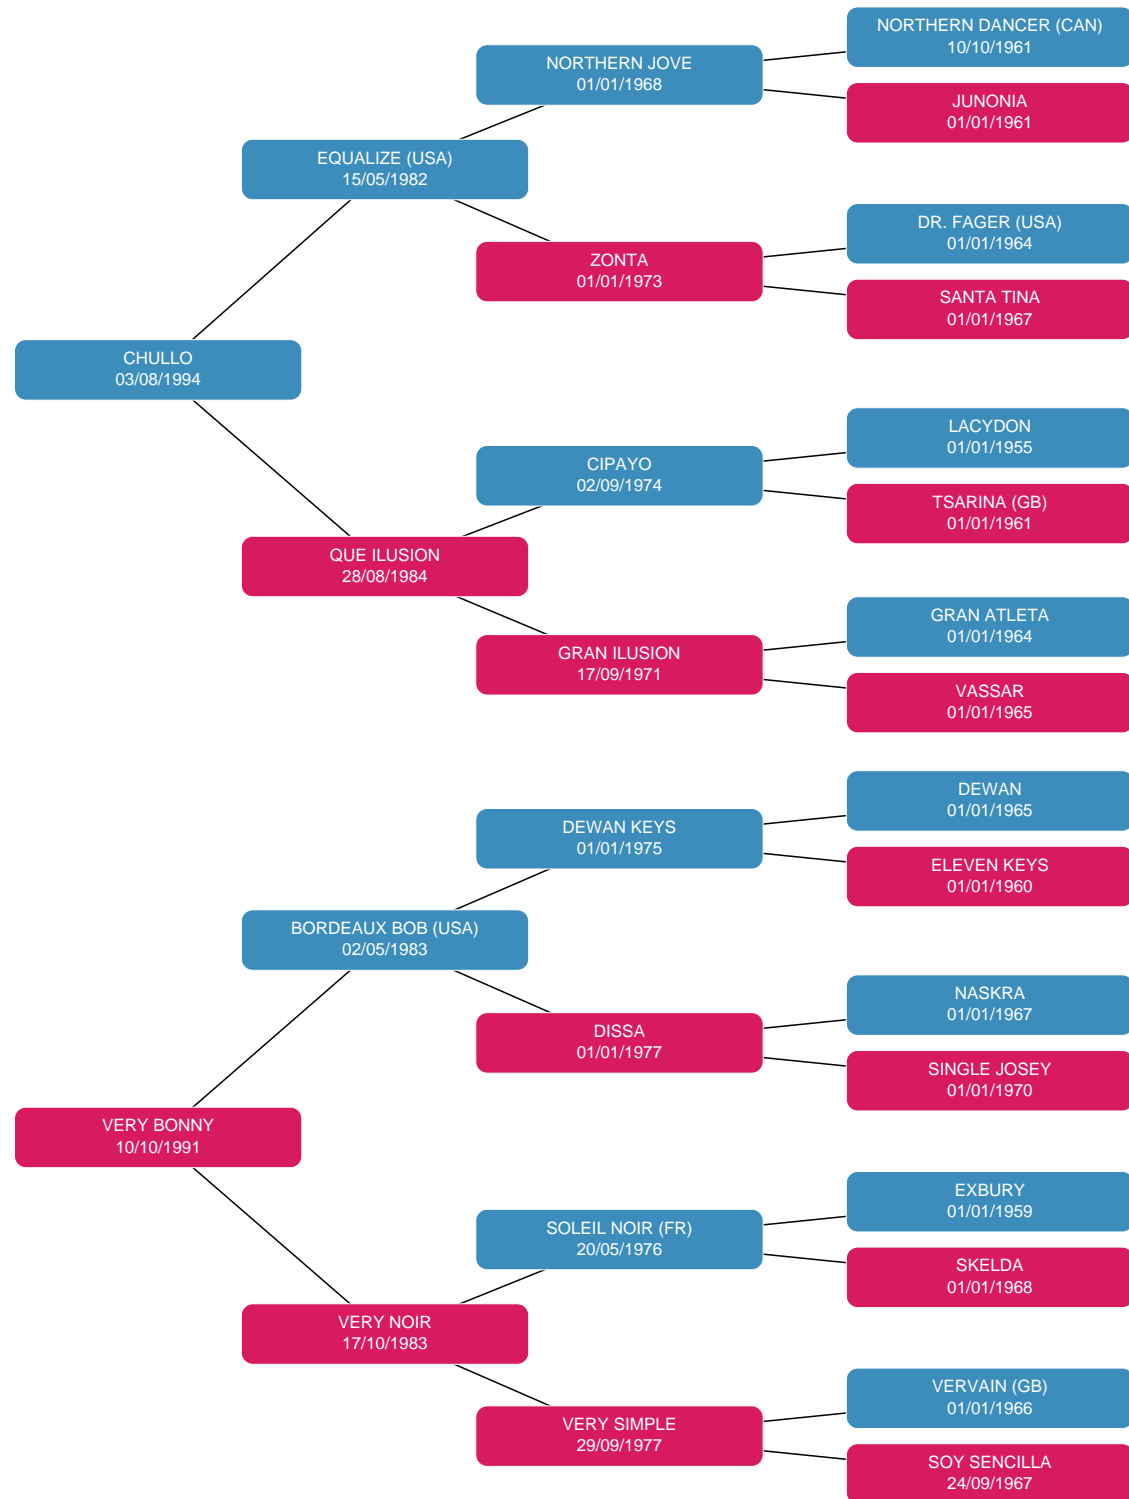 NORTHERN DANCER (CAN)
10/10/1961
NORTHERN JOVE
01/01/1968
JUNONIA
01/01/1961
EQUALIZE (USA)
15/05/1982
DR. FAGER (USA)
01/01/1964
ZONTA
01/01/1973
SANTA TINA
01/01/1967
CHULLO
03/08/1994
LACYDON
01/01/1955
CIPAYO
02/09/1974
TSARINA (GB)
01/01/1961
QUE ILUSION
28/08/1984
GRAN ATLETA
01/01/1964
GRAN ILUSION
17/09/1971
VASSAR
01/01/1965
DEWAN
01/01/1965
DEWAN KEYS
01/01/1975
ELEVEN KEYS
01/01/1960
BORDEAUX BOB (USA)
02/05/1983
NASKRA
01/01/1967
DISSA
01/01/1977
SINGLE JOSEY
01/01/1970
VERY BONNY
10/10/1991
EXBURY
01/01/1959
SOLEIL NOIR (FR)
20/05/1976
SKELDA
01/01/1968
VERY NOIR
17/10/1983
VERVAIN (GB)
01/01/1966
VERY SIMPLE
29/09/1977
SOY SENCILLA
24/09/1967